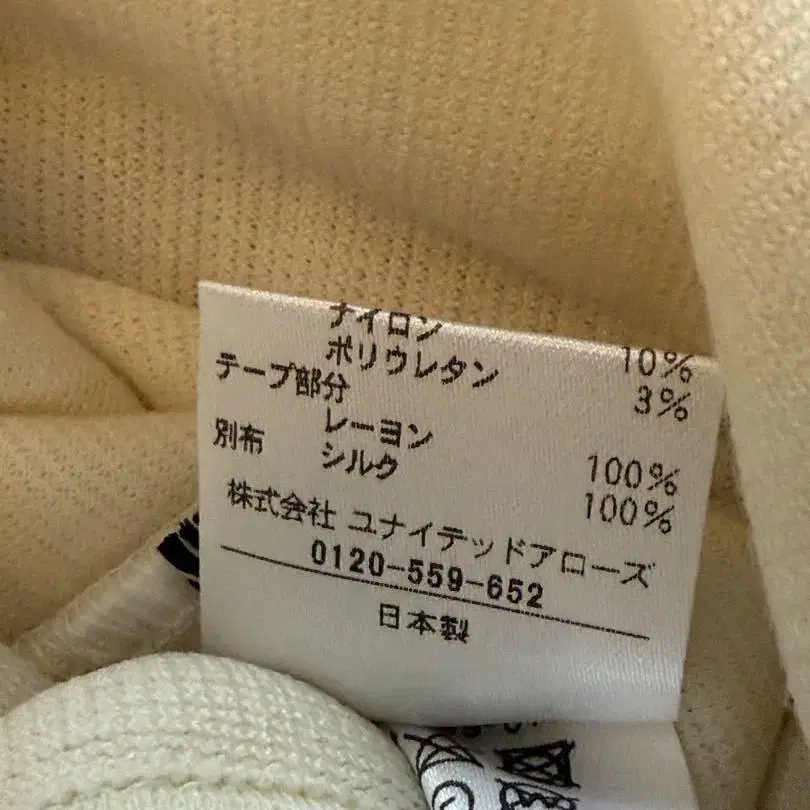 ナイロン 10%
ポリウレタン 3%
テープ部分
レーヨン 100%
別布 シルク 100%
株式会社 ユナイテッドアローズ
0120-559-652
日本製